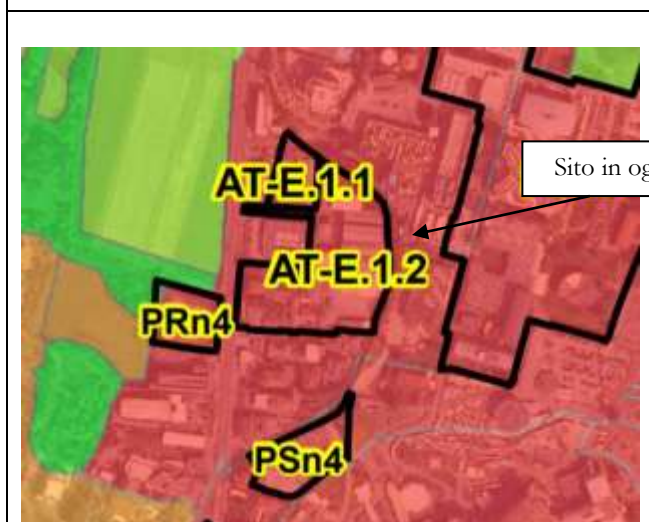 AT-E.1.1
Sito in og
AT-E.1.2
PRn4
PSn4